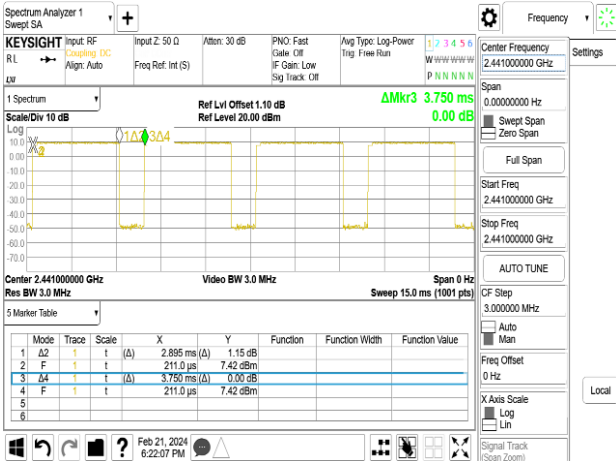 Spectrum Analyzer 1
Swept SA
+
Frequency
KEYSIGHT
Input: RF
Coupling: DC
Align: Auto
Input Z: 50 Ω
Freq Ref: Int (S)
Atten: 30 dB
PNO: Fast
Gate: Off
IF Gain: Low
Sig Track: Off
Avg Type: Log-Power
Trig: Free Run
1 2 3 4 5 6
W W W W W W
P N N N N N
RL
LXI
1 Spectrum
Scale/Div 10 dB
Ref Lvl Offset 1.10 dB
Ref Level 20.00 dBm
ΔMkr3 3.750 ms
0.00 dB
Log
10.0
0.00
-10.0
-20.0
-30.0
-40.0
-50.0
-60.0
-70.0
1Δ2
3Δ4
Center 2.441000000 GHz
Res BW 3.0 MHz
Video BW 3.0 MHz
Span 0 Hz
Sweep 15.0 ms (1001 pts)
5 Marker Table
Mode Trace Scale X Y Function Function Width Function Value
1 Δ2 1 t (Δ) 2.895 ms (Δ) 1.15 dB
2 F 1 t 211.0 µs 7.42 dBm
3 Δ4 1 t (Δ) 3.750 ms (Δ) 0.00 dB
4 F 1 t 211.0 µs 7.42 dBm
5
6
?
Feb 21, 2024
6:22:07 PM
Center Frequency
2.441000000 GHz
Settings
Span
0.00000000 Hz
Swept Span
Zero Span
Full Span
Start Freq
2.441000000 GHz
Stop Freq
2.441000000 GHz
AUTO TUNE
CF Step
3.000000 MHz
Auto
Man
Freq Offset
0 Hz
X Axis Scale
Log
Lin
Local
Signal Track
(Span Zoom)